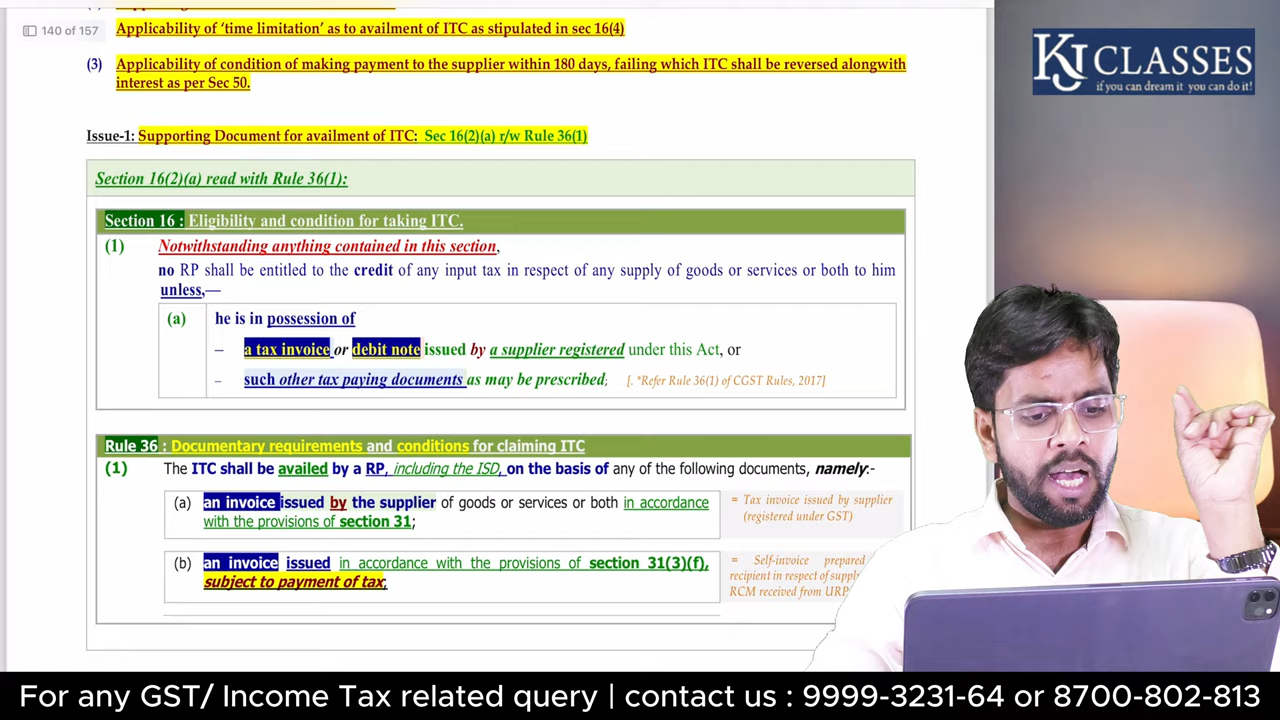 140 of 157
Applicability of ‘time limitation’ as to availment of ITC as stipulated in sec 16(4)
(3) Applicability of condition of making payment to the supplier within 180 days, failing which ITC shall be reversed alongwith
interest as per Sec 50.
Issue-1: Supporting Document for availment of ITC: Sec 16(2)(a) r/w Rule 36(1)
Section 16(2)(a) read with Rule 36(1):
Section 16 : Eligibility and condition for taking ITC.
(1) Notwithstanding anything contained in this section,
no RP shall be entitled to the credit of any input tax in respect of any supply of goods or services or both to him
unless,—
(a) he is in possession of
– a tax invoice or debit note issued by a supplier registered under this Act, or
- such other tax paying documents as may be prescribed; [. *Refer Rule 36(1) of CGST Rules, 2017]
Rule 36 : Documentary requirements and conditions for claiming ITC
(1) The ITC shall be availed by a RP, including the ISD, on the basis of any of the following documents, namely:-
(a) an invoice issued by the supplier of goods or services or both in accordance
with the provisions of section 31;
= Tax invoice issued by supplier
(registered under GST)
(b) an invoice issued in accordance with the provisions of section 31(3)(f),
subject to payment of tax;
= Self-invoice prepared
recipient in respect of
RCM received from
KJ CLASSES
if you can dream it you can do it!
For any GST/ Income Tax related query | contact us : 9999-3231-64 or 8700-802-813